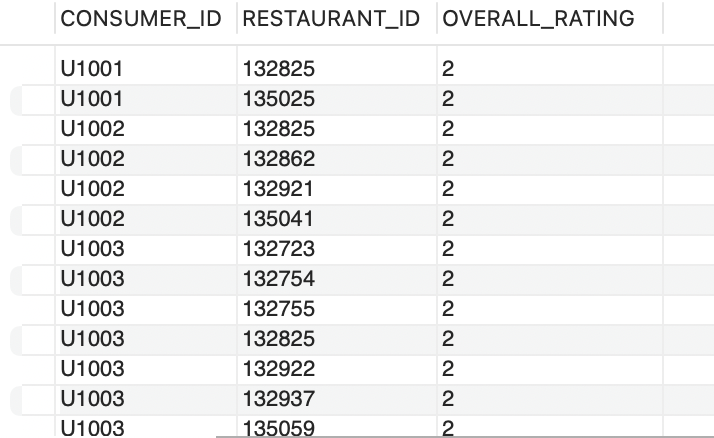 CONSUMER_ID RESTAURANT_ID OVERALL_RATING
U1001 132825 2
U1001 135025 2
U1002 132825 2
U1002 132862 2
U1002 132921 2
U1002 135041 2
U1003 132723 2
U1003 132754 2
U1003 132755 2
U1003 132825 2
U1003 132922 2
U1003 132937 2
U1003 135059 2